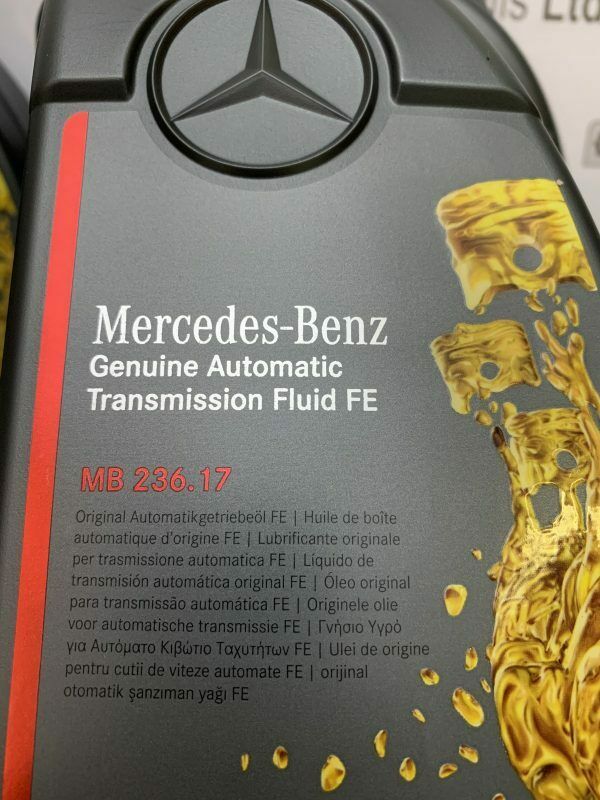 Ltd
Mercedes-Benz
Genuine Automatic
Transmission Fluid FE
MB 236.17
Original Automatikgetriebeöl FE | Huile de boîte
automatique d'origine FE | Lubrificante originale
per trasmissione automatica FE | Líquido de
transmisión automática original FE | Óleo original
para transmissão automática FE | Originele olie
voor automatische transmissie FE | Γνήσιο Υγρό
για Αυτόματο Κιβώτιο Ταχυτήτων FE | Ulei de origine
pentru cutii de viteze automate FE | orijinal
otomatik şanzıman yağı FE